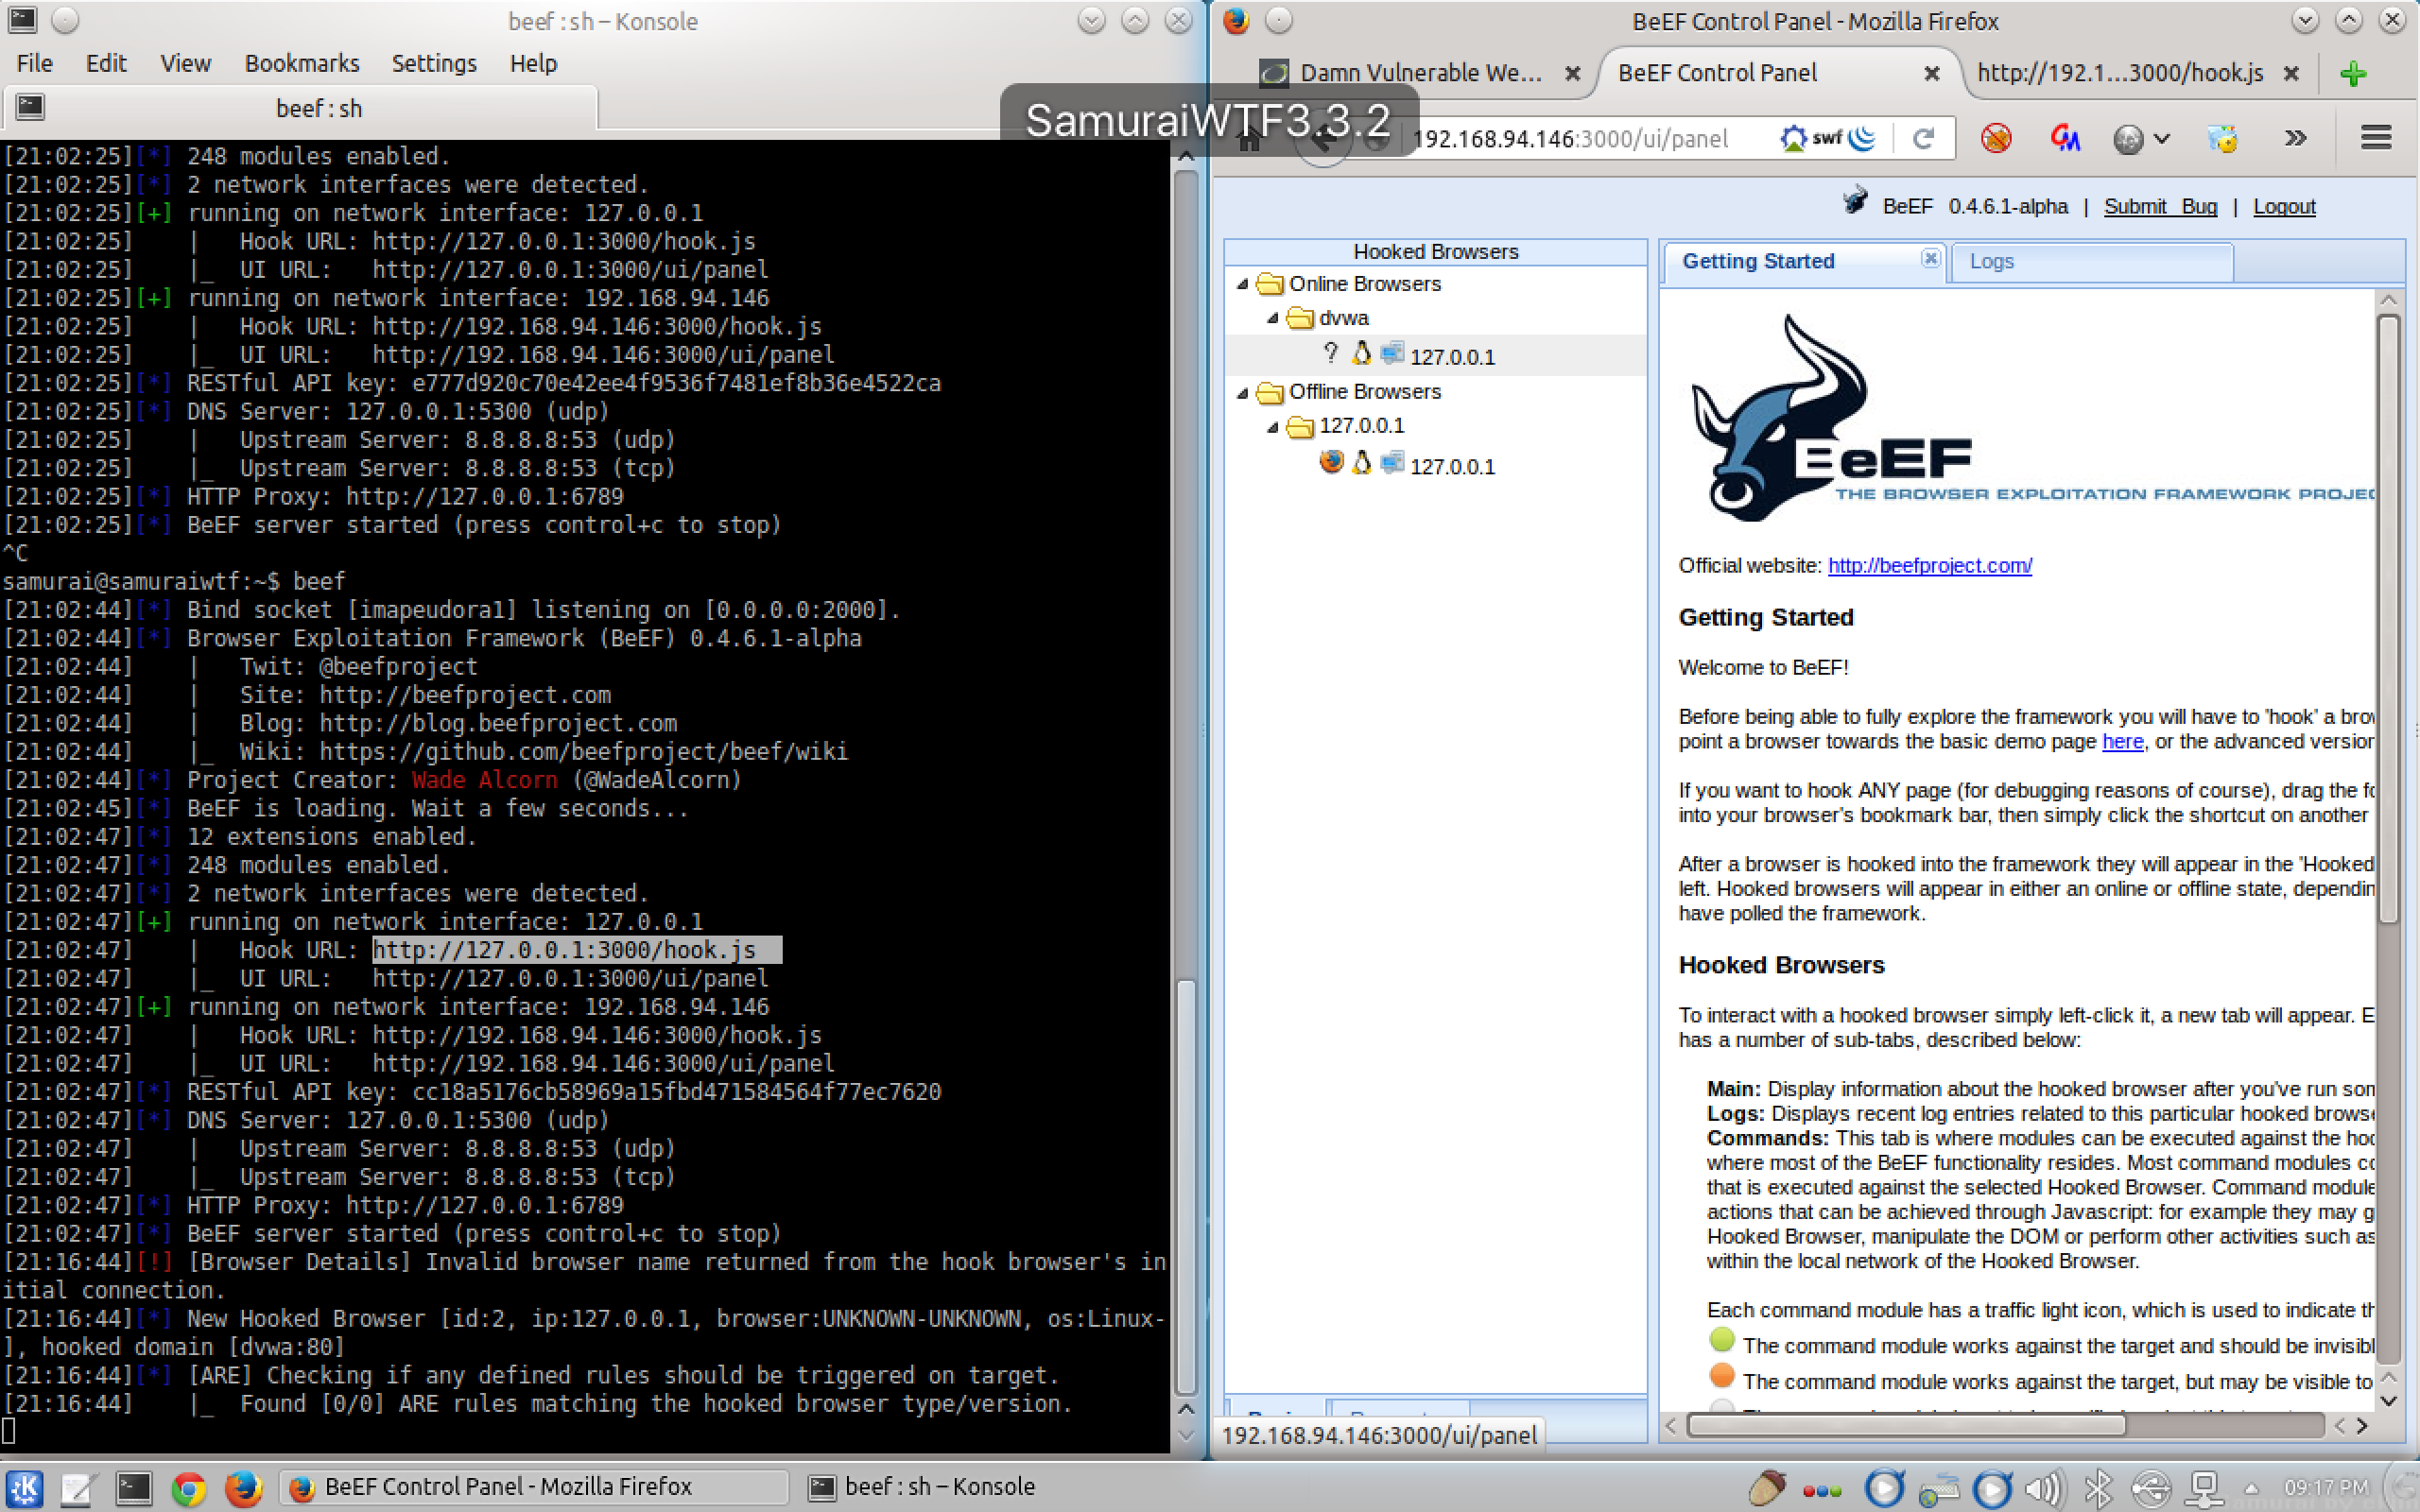 beef : sh – Konsole
File Edit View Bookmarks Settings Help
beef : sh
[21:02:25][*] 248 modules enabled.
[21:02:25][*] 2 network interfaces were detected.
[21:02:25][+] running on network interface: 127.0.0.1
[21:02:25]    |   Hook URL: http://127.0.0.1:3000/hook.js
[21:02:25]    |_  UI URL:   http://127.0.0.1:3000/ui/panel
[21:02:25][+] running on network interface: 192.168.94.146
[21:02:25]    |   Hook URL: http://192.168.94.146:3000/hook.js
[21:02:25]    |_  UI URL:   http://192.168.94.146:3000/ui/panel
[21:02:25][*] RESTful API key: e777d920c70e42ee4f9536f7481ef8b36e4522ca
[21:02:25][*] DNS Server: 127.0.0.1:5300 (udp)
[21:02:25]    |   Upstream Server: 8.8.8.8:53 (udp)
[21:02:25]    |_  Upstream Server: 8.8.8.8:53 (tcp)
[21:02:25][*] HTTP Proxy: http://127.0.0.1:6789
[21:02:25][*] BeEF server started (press control+c to stop)
^C
samurai@samuraiwtf:~$ beef
[21:02:44][*] Bind socket [imapeudora1] listening on [0.0.0.0:2000].
[21:02:44][*] Browser Exploitation Framework (BeEF) 0.4.6.1-alpha
[21:02:44]    |   Twit: @beefproject
[21:02:44]    |   Site: http://beefproject.com
[21:02:44]    |   Blog: http://blog.beefproject.com
[21:02:44]    |_  Wiki: https://github.com/beefproject/beef/wiki
[21:02:44][*] Project Creator: Wade Alcorn (@WadeAlcorn)
[21:02:45][*] BeEF is loading. Wait a few seconds...
[21:02:47][*] 12 extensions enabled.
[21:02:47][*] 248 modules enabled.
[21:02:47][*] 2 network interfaces were detected.
[21:02:47][+] running on network interface: 127.0.0.1
[21:02:47]    |   Hook URL: http://127.0.0.1:3000/hook.js
[21:02:47]    |_  UI URL:   http://127.0.0.1:3000/ui/panel
[21:02:47][+] running on network interface: 192.168.94.146
[21:02:47]    |   Hook URL: http://192.168.94.146:3000/hook.js
[21:02:47]    |_  UI URL:   http://192.168.94.146:3000/ui/panel
[21:02:47][*] RESTful API key: cc18a5176cb58969a15fbd471584564f77ec7620
[21:02:47][*] DNS Server: 127.0.0.1:5300 (udp)
[21:02:47]    |   Upstream Server: 8.8.8.8:53 (udp)
[21:02:47]    |_  Upstream Server: 8.8.8.8:53 (tcp)
[21:02:47][*] HTTP Proxy: http://127.0.0.1:6789
[21:02:47][*] BeEF server started (press control+c to stop)
[21:16:44][!] [Browser Details] Invalid browser name returned from the hook browser's in
itial connection.
[21:16:44][*] New Hooked Browser [id:2, ip:127.0.0.1, browser:UNKNOWN-UNKNOWN, os:Linux-
], hooked domain [dvwa:80]
[21:16:44][*] [ARE] Checking if any defined rules should be triggered on target.
[21:16:44]    |_  Found [0/0] ARE rules matching the hooked browser type/version.
SamuraiWTF3.3.2
BeEF Control Panel - Mozilla Firefox
Damn Vulnerable We... BeEF Control Panel http://192.1...3000/hook.js
192.168.94.146:3000/ui/panel swf
BeEF 0.4.6.1-alpha | Submit Bug | Logout
Hooked Browsers
Online Browsers
dvwa
? 127.0.0.1
Offline Browsers
127.0.0.1
127.0.0.1
192.168.94.146:3000/ui/panel
Getting Started Logs
BeEF
THE BROWSER EXPLOITATION FRAMEWORK PROJEC
Official website: http://beefproject.com/
Getting Started
Welcome to BeEF!
Before being able to fully explore the framework you will have to 'hook' a brow
point a browser towards the basic demo page here, or the advanced version
If you want to hook ANY page (for debugging reasons of course), drag the fo
into your browser's bookmark bar, then simply click the shortcut on another
After a browser is hooked into the framework they will appear in the 'Hooked
left. Hooked browsers will appear in either an online or offline state, dependin
have polled the framework.
Hooked Browsers
To interact with a hooked browser simply left-click it, a new tab will appear. E
has a number of sub-tabs, described below:
Main: Display information about the hooked browser after you've run som
Logs: Displays recent log entries related to this particular hooked browse
Commands: This tab is where modules can be executed against the hoo
where most of the BeEF functionality resides. Most command modules co
that is executed against the selected Hooked Browser. Command module
actions that can be achieved through Javascript: for example they may g
Hooked Browser, manipulate the DOM or perform other activities such as
within the local network of the Hooked Browser.
Each command module has a traffic light icon, which is used to indicate th
The command module works against the target and should be invisibl
The command module works against the target, but may be visible to
BeEF Control Panel - Mozilla Firefox beef : sh – Konsole 09:17 PM